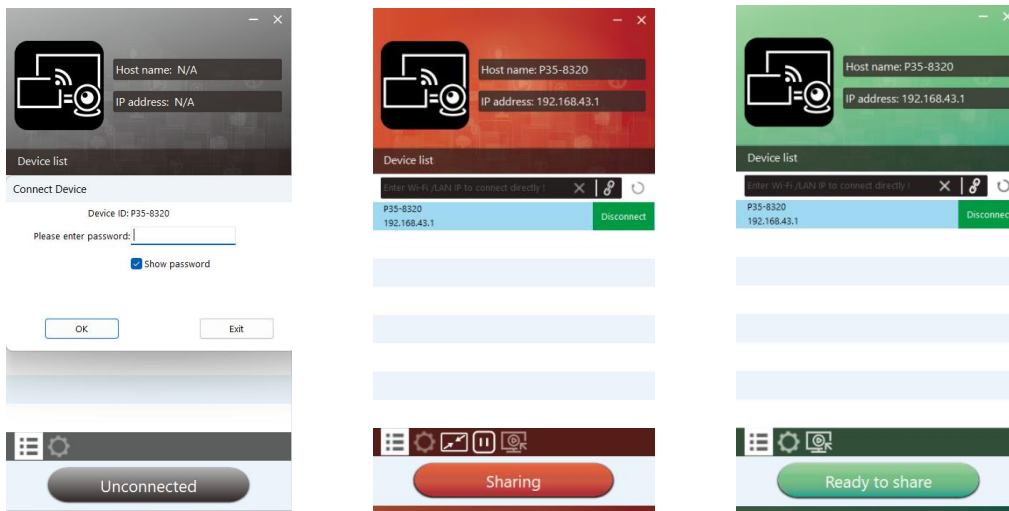 Host name: N/A
IP address: N/A
Device list
Connect Device
Device ID: P35-8320
Please enter password:
Show password
OK
Exit
Unconnected
Host name: P35-8320
IP address: 192.168.43.1
Device list
Enter Wi-Fi /LAN IP to connect directly !
P35-8320
192.168.43.1
Disconnect
Sharing
Host name: P35-8320
IP address: 192.168.43.1
Device list
Enter Wi-Fi /LAN IP to connect directly !
P35-8320
192.168.43.1
Disconnec
Ready to share